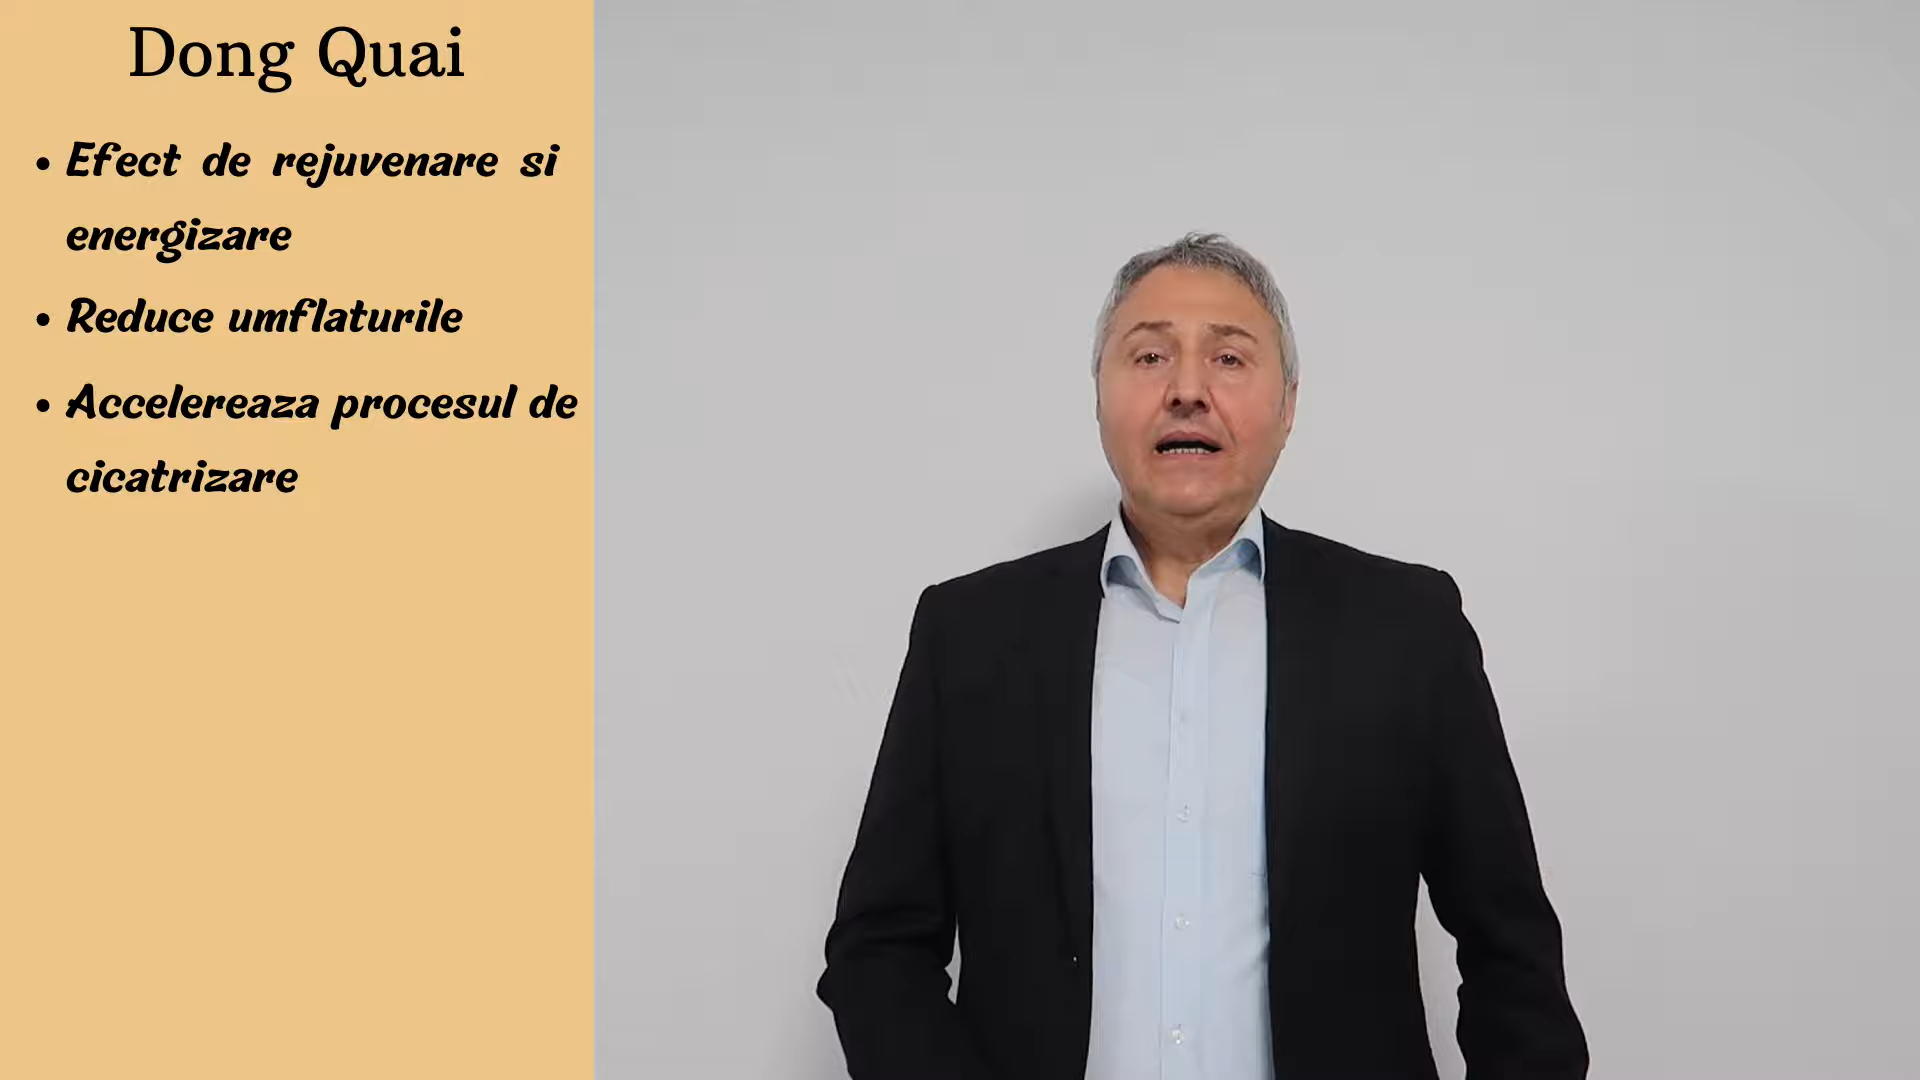 Dong Quai
• Efect de rejuvenare si
energizare
• Reduce umflaturile
• Accelereaza procesul de
cicatrizare